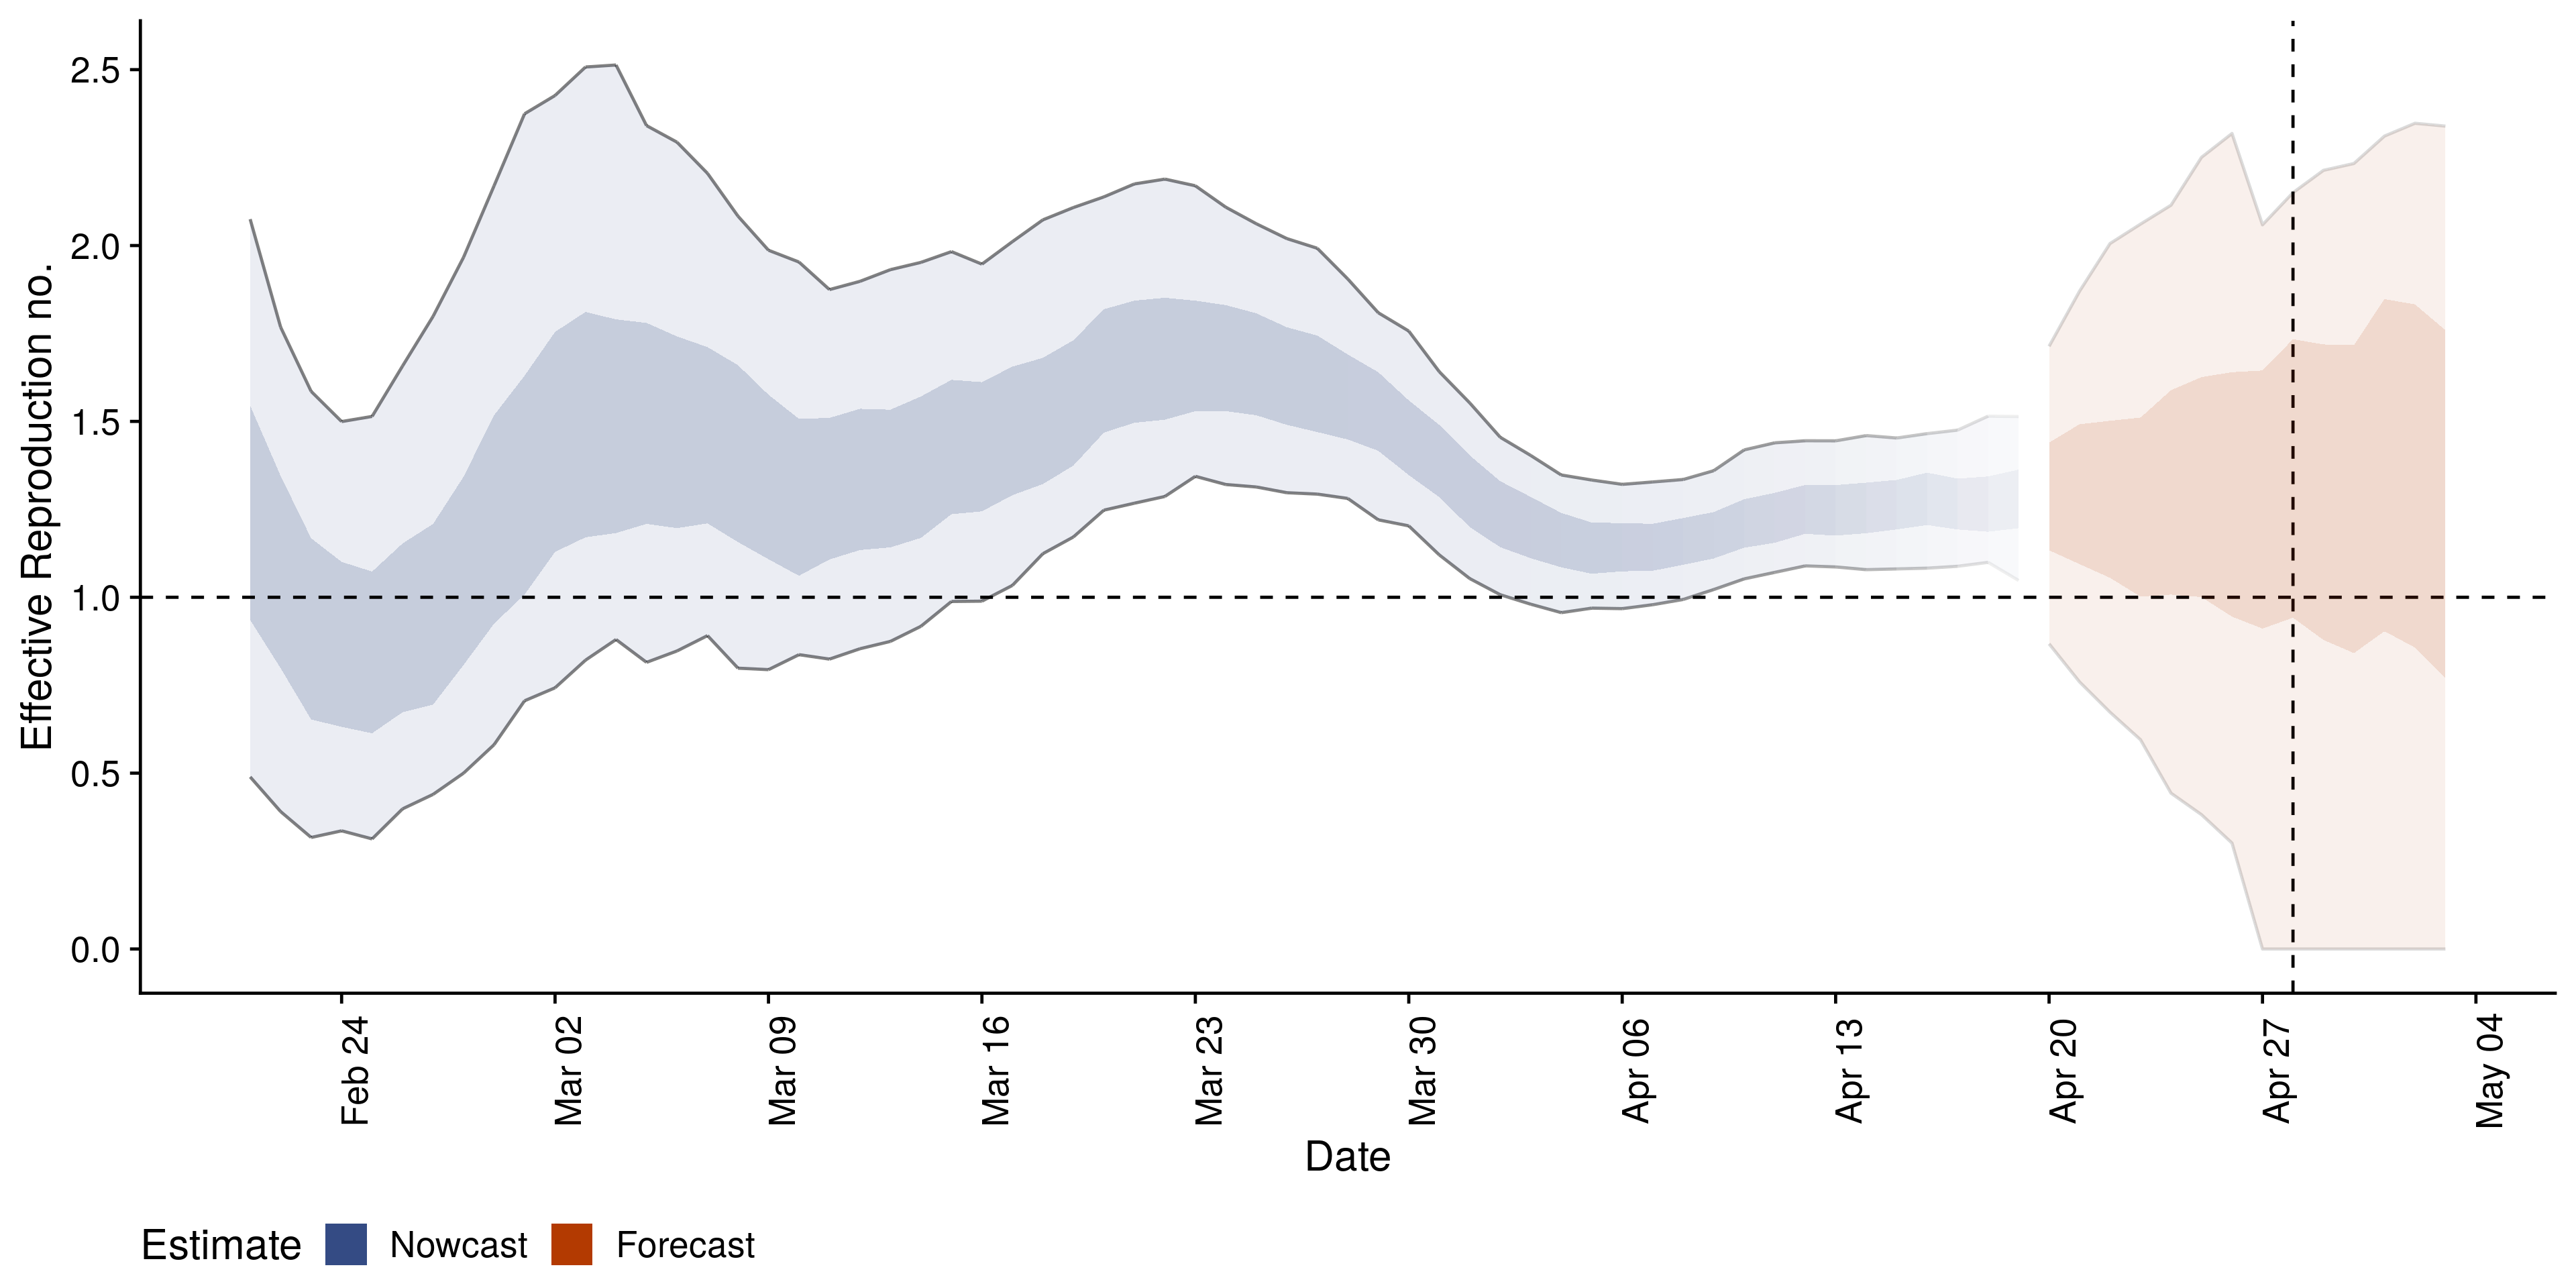 Effective Reproduction no.
2.5
2.0
1.5
1.0
0.5
0.0
Feb 24
Mar 02
Mar 09
Mar 16
Mar 23
Mar 30
Apr 06
Apr 13
Apr 20
Apr 27
May 04
Date
Estimate Nowcast Forecast